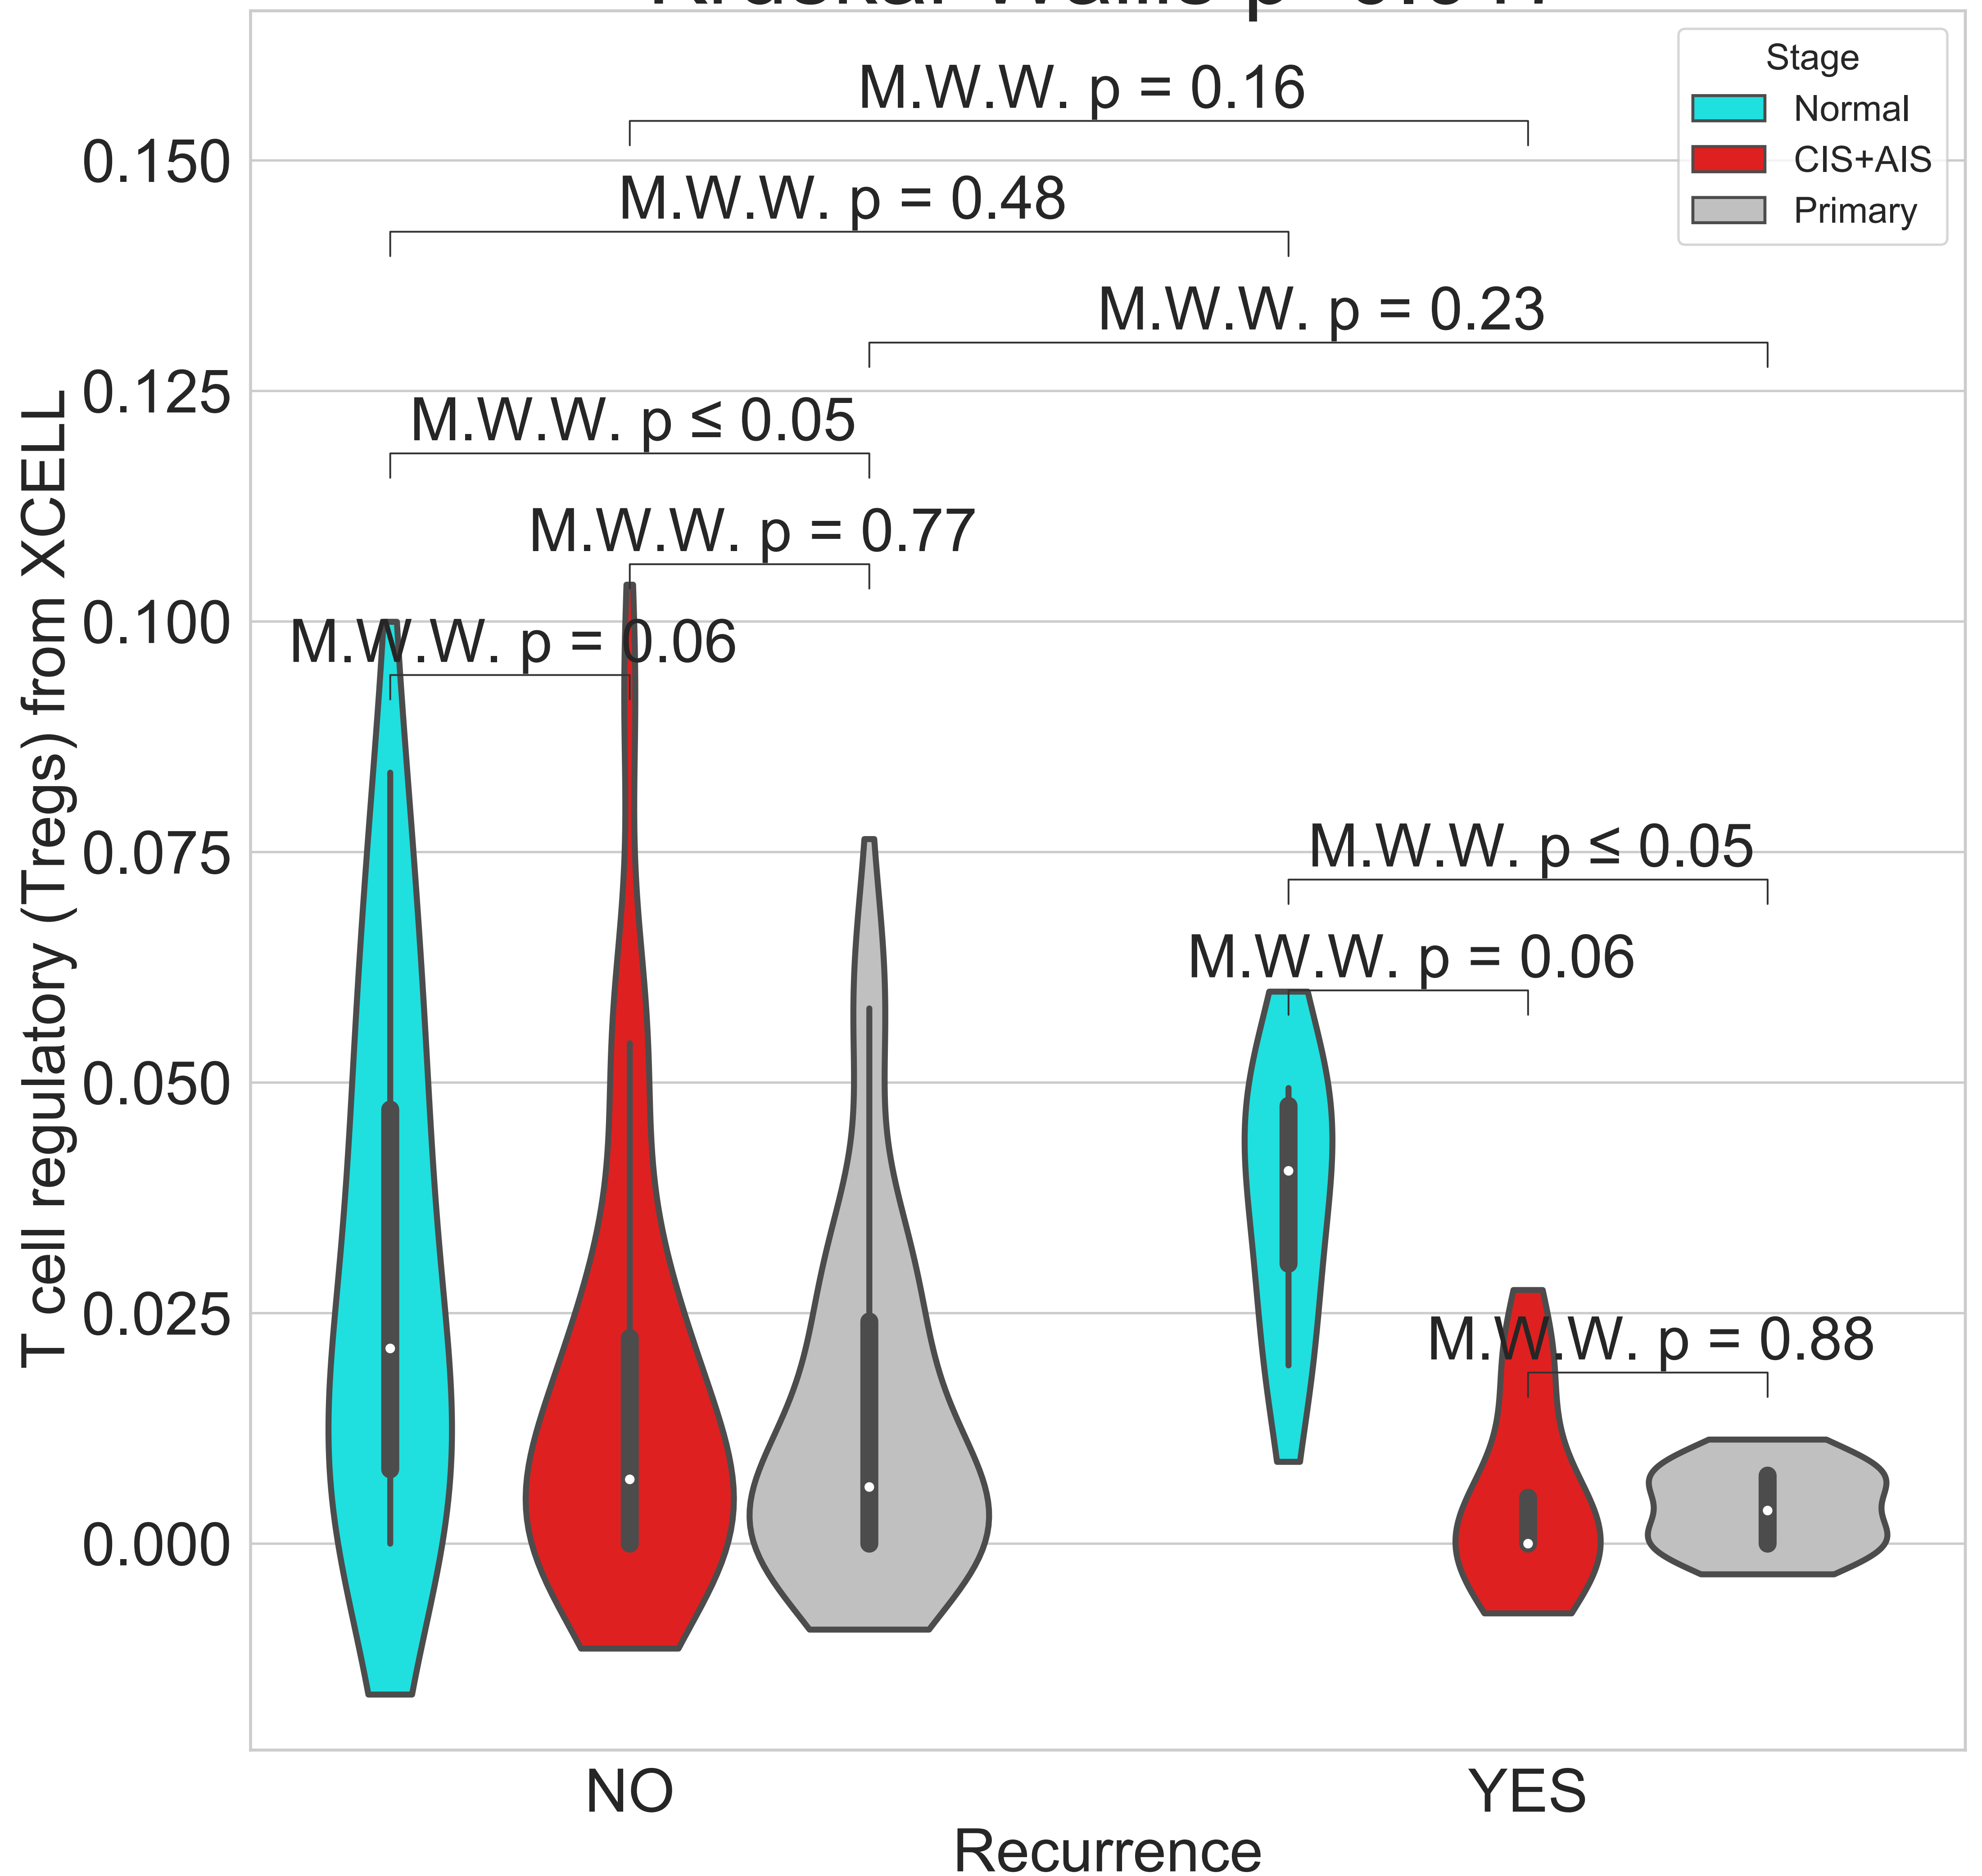 M.W.W. p = 0.16
M.W.W. p = 0.48
M.W.W. p = 0.23
M.W.W. p ≤ 0.05
M.W.W. p = 0.77
M.W.W. p = 0.06
M.W.W. p ≤ 0.05
M.W.W. p = 0.06
M.W.W. p = 0.88
Stage
Normal
CIS+AIS
Primary
0.150
0.125
0.100
0.075
0.050
0.025
0.000
T cell regulatory (Tregs) from XCELL
NO
YES
Recurrence